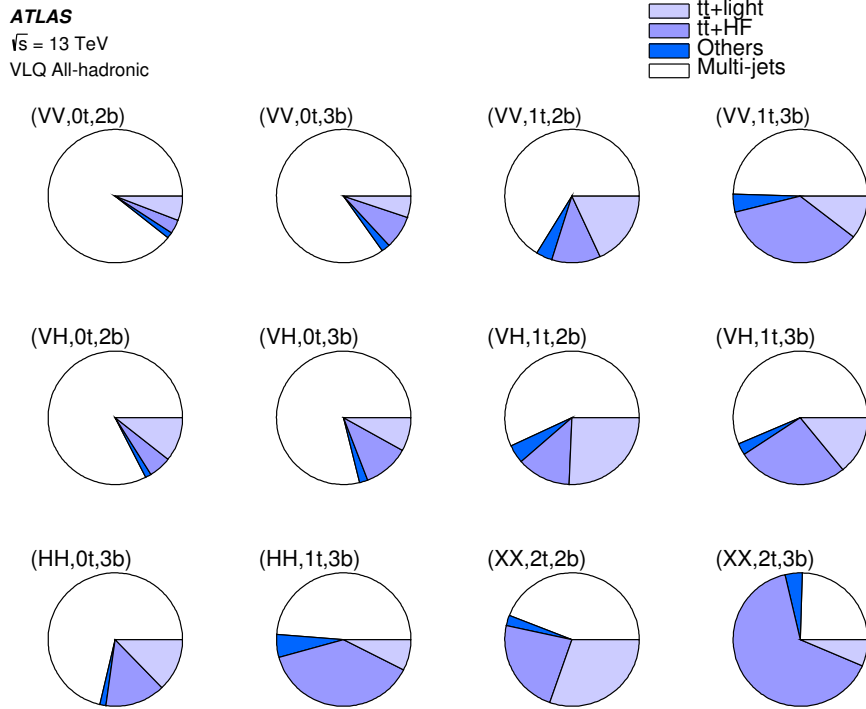 ATLAS
√s = 13 TeV
VLQ All-hadronic
tt̄+light
tt̄+HF
Others
Multi-jets
(VV,0t,2b)
(VV,0t,3b)
(VV,1t,2b)
(VV,1t,3b)
(VH,0t,2b)
(VH,0t,3b)
(VH,1t,2b)
(VH,1t,3b)
(HH,0t,3b)
(HH,1t,3b)
(XX,2t,2b)
(XX,2t,3b)